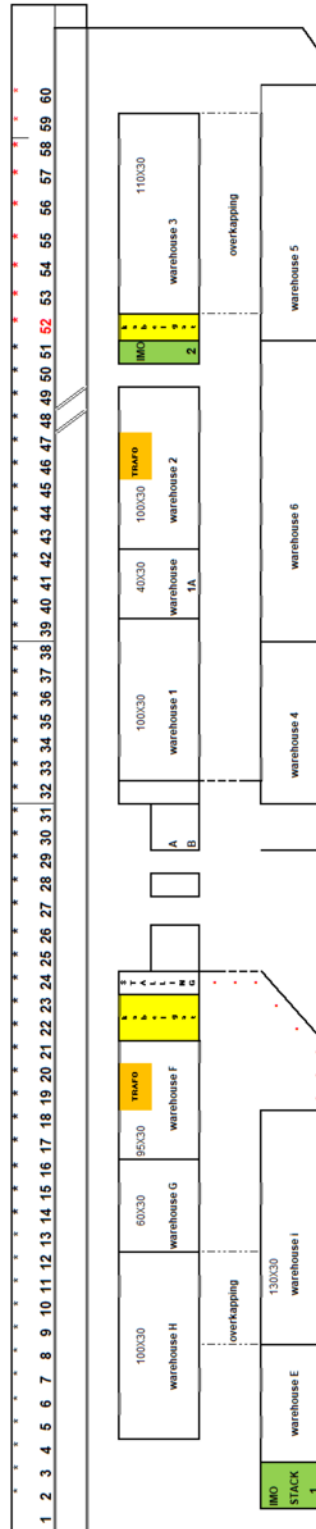 1 2 3 4 5 6 7 8 9 10 11 12 13 14 15 16 17 18 19 20 21 22 23 24 25 26 27 28 29 30 31 32 33 34 35 36 37 38 39 40 41 42 43 44 45 46 47 48 49 50 51 52 53 54 55 56 57 58 59 60
100X30
warehouse H
60X30
warehouse G
95X30
TRAFO
warehouse F
STALLING
A
B
100X30
warehouse 1
40X30
warehouse
1A
100X30
TRAFO
warehouse 2
IMO
2
110X30
warehouse 3
overkapping
overkapping
IMO
STACK
1
warehouse E
130X30
warehouse i
warehouse 4
warehouse 6
warehouse 5